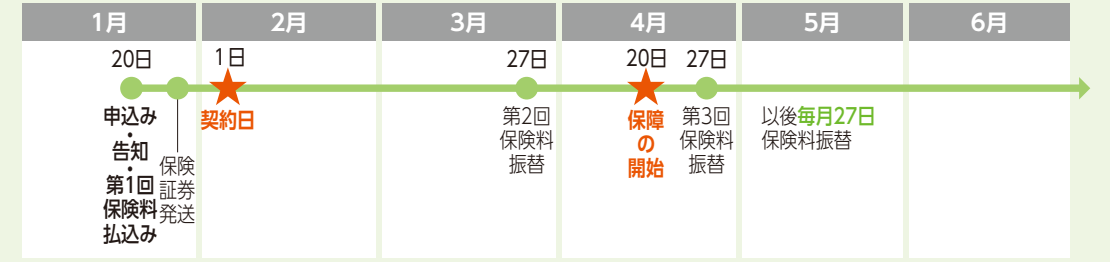 1月 2月 3月 4月 5月 6月
20日 1日 27日 20日 27日
申込み
・
告知
・
第1回
保険料
払込み
保険
証券
発送
契約日
第2回
保険料
振替
保障
の
開始
第3回
保険料
振替
以後毎月27日
保険料振替